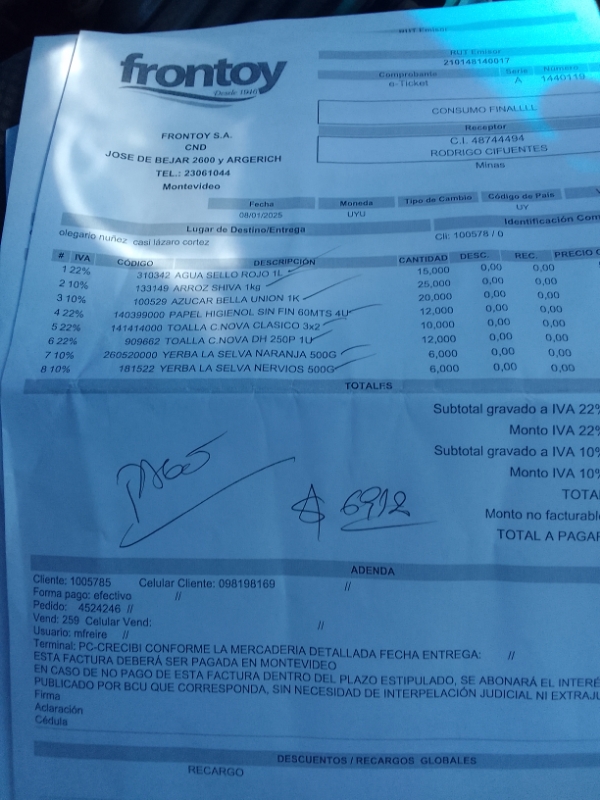 RUT Emisor
RUT Emisor
210148140017
Comprobante Serie Número
e-Ticket A 1440119
frontoy
Desde 1946
CONSUMO FINALLLL
Receptor
C.I. 48744494
RODRIGO CIFUENTES
Minas
FRONTOY S.A.
CND
JOSE DE BEJAR 2600 y ARGERICH
TEL.: 23061044
Montevideo
Fecha Moneda Tipo de Cambio Código de País
08/01/2025 UYU UY
Lugar de Destino/Entrega Identificación Com
olegario nuñez casi lázaro cortez Cli: 100578 / 0
# IVA CÓDIGO DESCRIPCIÓN CANTIDAD DESC. REC. PRECIO
1 22% 310342 AGUA SELLO ROJO 1L 15,000 0,00 0,00
2 10% 133149 ARROZ SHIVA 1kg 25,000 0,00 0,00
3 10% 100529 AZUCAR BELLA UNION 1K 20,000 0,00 0,00
4 22% 140399000 PAPEL HIGIENOL SIN FIN 60MTS 4U 12,000 0,00 0,00
5 22% 141414000 TOALLA C.NOVA CLASICO 3x2 10,000 0,00 0,00
6 22% 909662 TOALLA C.NOVA DH 250P 1U 12,000 0,00 0,00
7 10% 260520000 YERBA LA SELVA NARANJA 500G 6,000 0,00 0,00
8 10% 181522 YERBA LA SELVA NERVIOS 500G 6,000 0,00 0,00
TOTALES
Subtotal gravado a IVA 22%
Monto IVA 22%
Subtotal gravado a IVA 10%
Monto IVA 10%
TOTA
Monto no facturable
TOTAL A PAGAR
PAGO
$ 6912
ADENDA
Cliente: 1005785 Celular Cliente: 098198169 //
Forma pago: efectivo //
Pedido: 4524246 //
Vend: 259 Celular Vend: //
Usuario: mfreire //
Terminal: PC-CRECIBI CONFORME LA MERCADERIA DETALLADA FECHA ENTREGA: //
ESTA FACTURA DEBERÁ SER PAGADA EN MONTEVIDEO
EN CASO DE NO PAGO DE ESTA FACTURA DENTRO DEL PLAZO ESTIPULADO, SE ABONARÁ EL INTERÉ
PUBLICADO POR BCU QUE CORRESPONDA, SIN NECESIDAD DE INTERPELACIÓN JUDICIAL NI EXTRAJU
Firma
Aclaración
Cédula
DESCUENTOS / RECARGOS GLOBALES
RECARGO